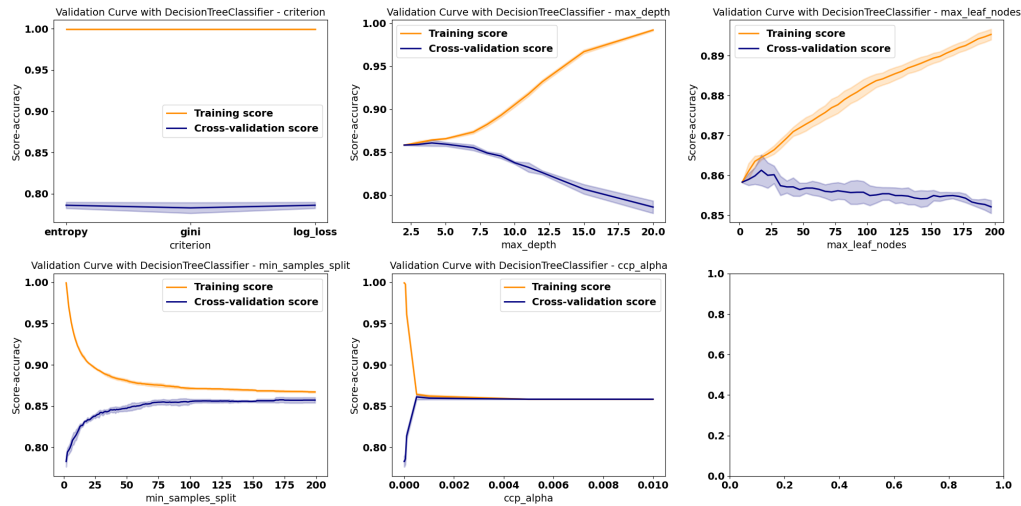 Validation Curve with DecisionTreeClassifier - criterion
1.00
0.95
0.90
0.85
0.80
Score-accuracy
Training score
Cross-validation score
entropy gini log_loss
criterion
Validation Curve with DecisionTreeClassifier - max_depth
1.00
0.95
0.90
0.85
0.80
Score-accuracy
Training score
Cross-validation score
2.5 5.0 7.5 10.0 12.5 15.0 17.5 20.0
max_depth
Validation Curve with DecisionTreeClassifier - max_leaf_nodes
0.89
0.88
0.87
0.86
0.85
Score-accuracy
Training score
Cross-validation score
0 25 50 75 100 125 150 175 200
max_leaf_nodes
Validation Curve with DecisionTreeClassifier - min_samples_split
1.00
0.95
0.90
0.85
0.80
Score-accuracy
Training score
Cross-validation score
0 25 50 75 100 125 150 175 200
min_samples_split
Validation Curve with DecisionTreeClassifier - ccp_alpha
1.00
0.95
0.90
0.85
0.80
Score-accuracy
Training score
Cross-validation score
0.000 0.002 0.004 0.006 0.008 0.010
ccp_alpha
1.0
0.8
0.6
0.4
0.2
0.0
0.0 0.2 0.4 0.6 0.8 1.0